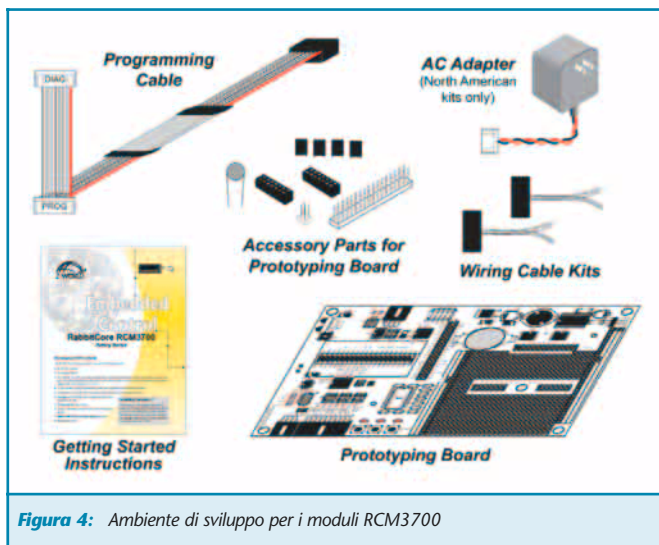 Programming
Cable
DIAG
PROG
AC Adapter
(North American
kits only)
Accessory Parts for
Prototyping Board
Wiring Cable Kits
Embedded
Control
RabbitCore RCM3700
Getting Started
Instructions
Prototyping Board
Figura 4: Ambiente di sviluppo per i moduli RCM3700